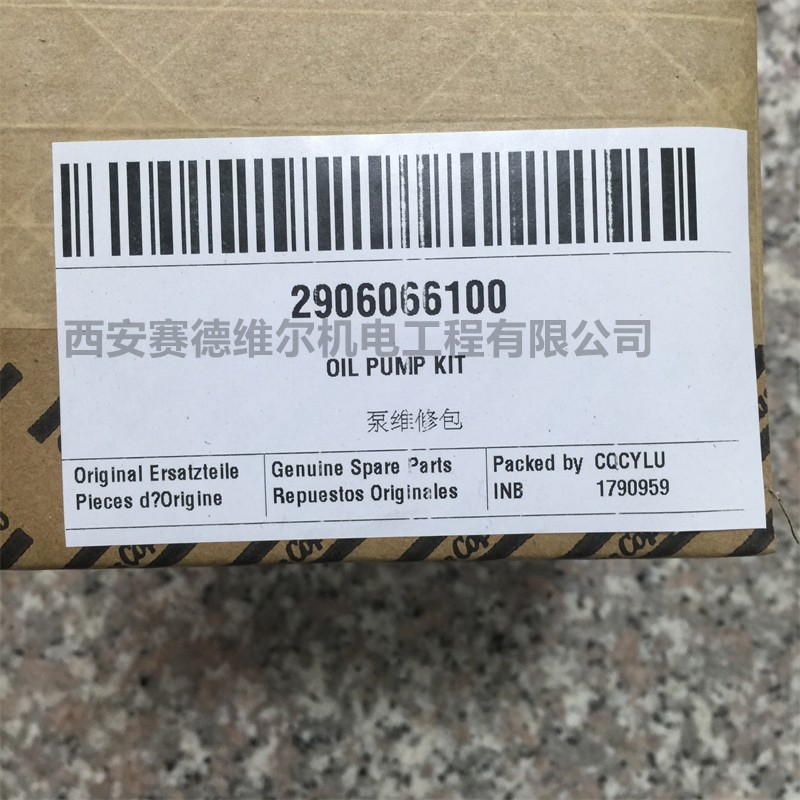 2906066100
西安赛德维尔机电工程有限公司
OIL PUMP KIT
泵维修包
Original Ersatzteile
Pieces d?Origine
Genuine Spare Parts
Repuestos Originales
Packed by CQCYLU
INB 1790959